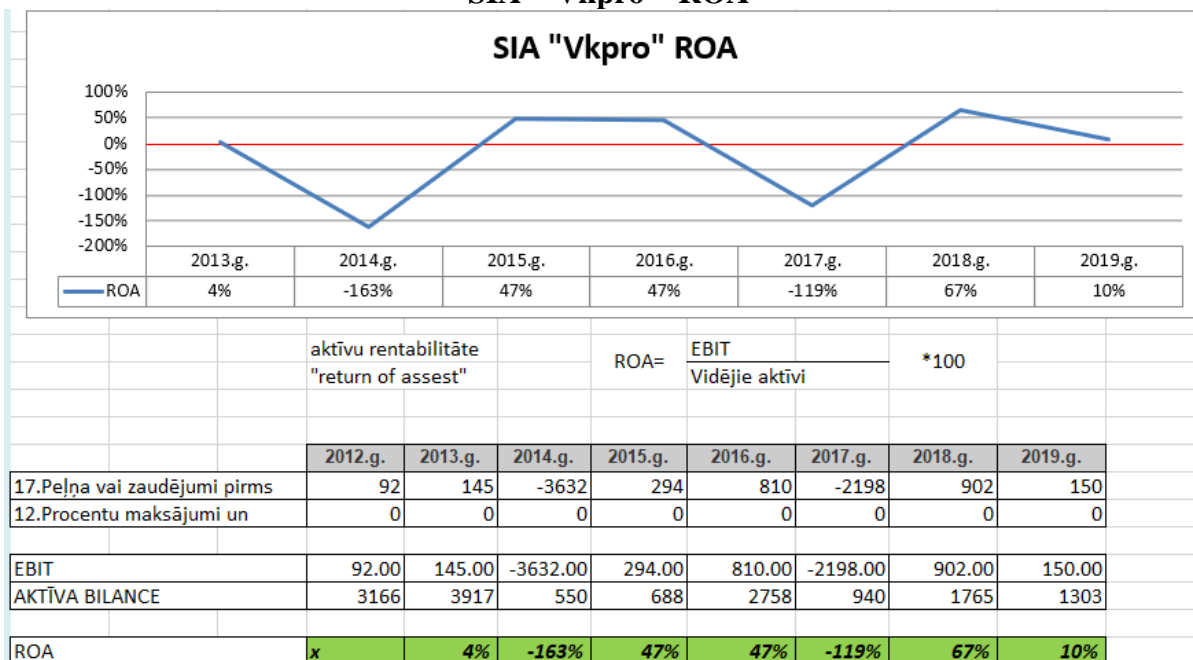 SIA "Vkpro" ROA
100%
50%
0%
-50%
-100%
-150%
-200%
2013.g. 2014.g. 2015.g. 2016.g. 2017.g. 2018.g. 2019.g.
ROA 4% -163% 47% 47% -119% 67% 10%
aktīvu rentabilitāte
"return of assest"
ROA= EBIT *100
Vidējie aktīvi
2012.g. 2013.g. 2014.g. 2015.g. 2016.g. 2017.g. 2018.g. 2019.g.
17.Peļņa vai zaudējumi pirms 92 145 -3632 294 810 -2198 902 150
12.Procentu maksājumi un 0 0 0 0 0 0 0 0
EBIT 92.00 145.00 -3632.00 294.00 810.00 -2198.00 902.00 150.00
AKTĪVA BILANCE 3166 3917 550 688 2758 940 1765 1303
ROA x 4% -163% 47% 47% -119% 67% 10%